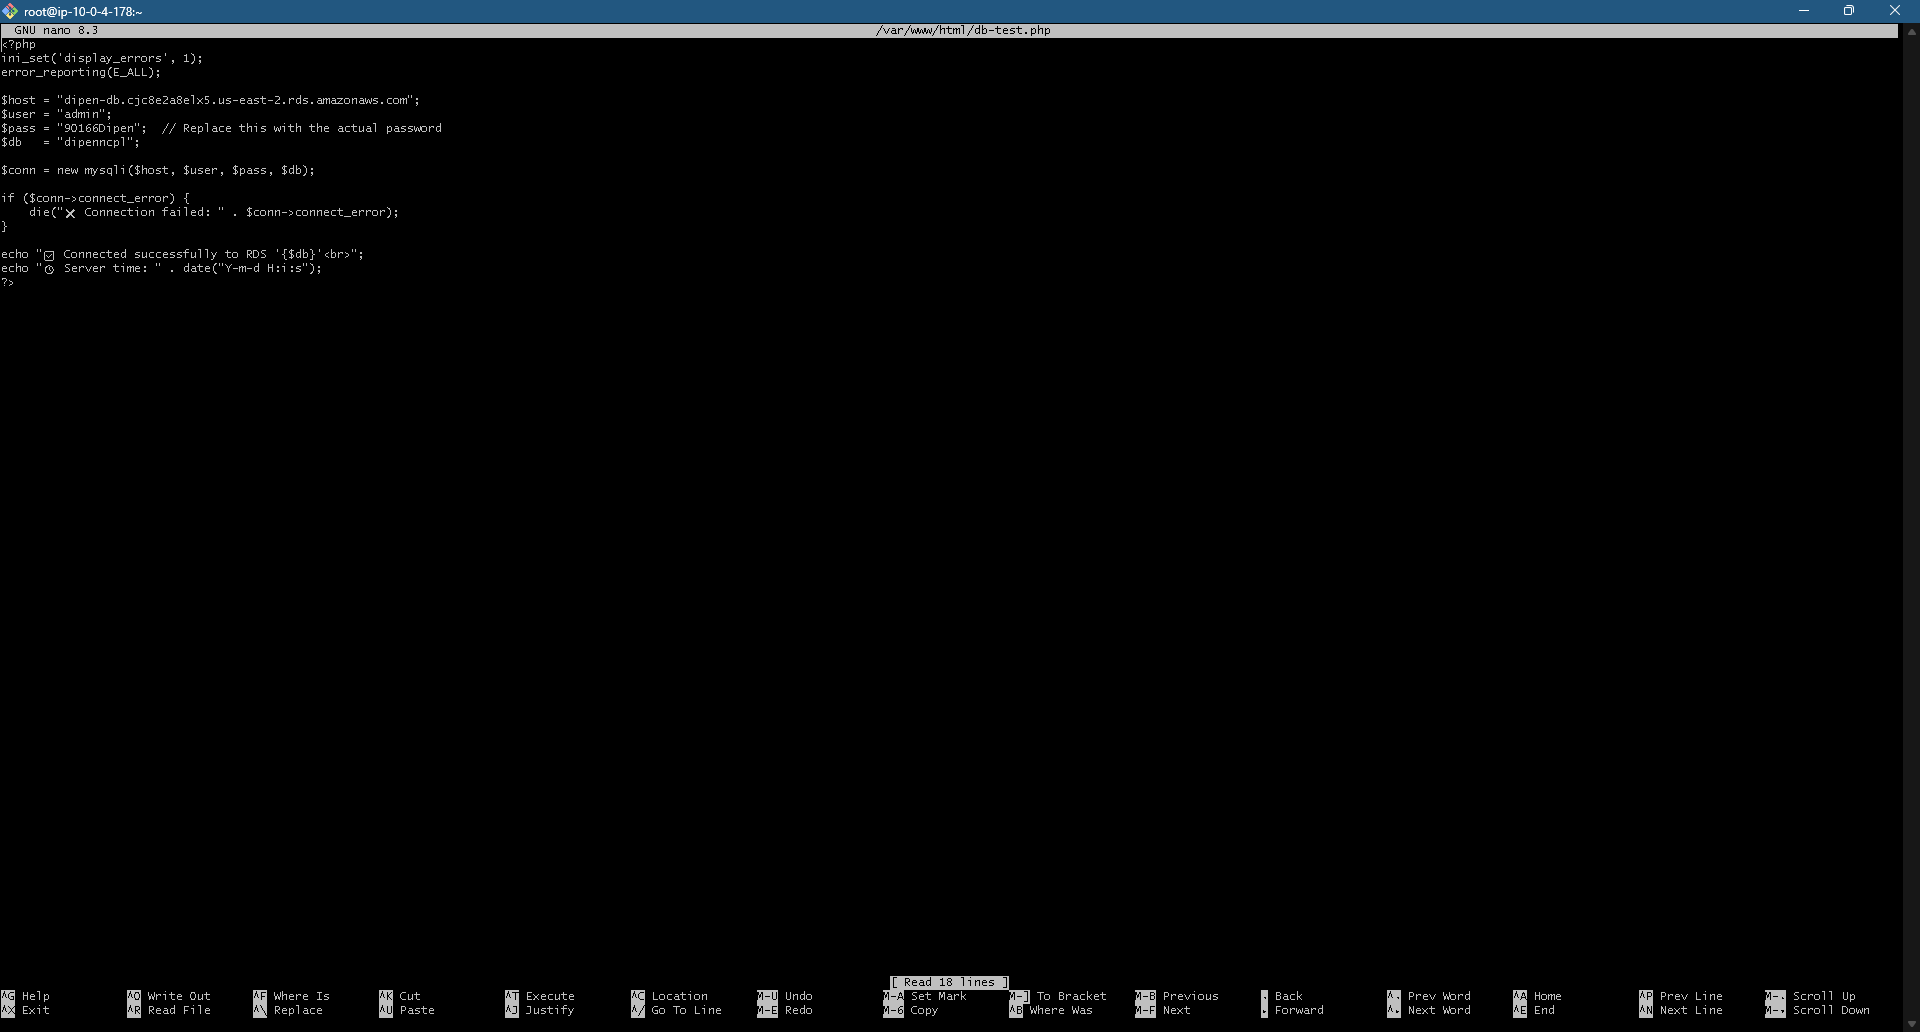 root@ip-10-0-4-178:~
GNU nano 8.3 /var/www/html/db-test.php
<?php
ini_set('display_errors', 1);
error_reporting(E_ALL);
$host = "dipen-db.cjc8e2a8elx5.us-east-2.rds.amazonaws.com";
$user = "admin";
$pass = "90166Dipen";  // Replace this with the actual password
$db   = "dipenncpl";
$conn = new mysqli($host, $user, $pass, $db);
if ($conn->connect_error) {
    die("❌ Connection failed: " . $conn->connect_error);
}
echo "✅ Connected successfully to RDS '{$db}'<br>";
echo "🕒 Server time: " . date("Y-m-d H:i:s");
?>
[ Read 18 lines ]
^G Help ^O Write Out ^F Where Is ^K Cut ^T Execute ^C Location M-U Undo M-A Set Mark M-] To Bracket M-B Previous Back ^ Prev Word ^A Home ^P Prev Line M- Scroll Up
^X Exit ^R Read File ^\ Replace ^U Paste ^J Justify ^/ Go To Line M-E Redo M-6 Copy ^B Where Was M-F Next Forward ^ Next Word ^E End ^N Next Line M- Scroll Down